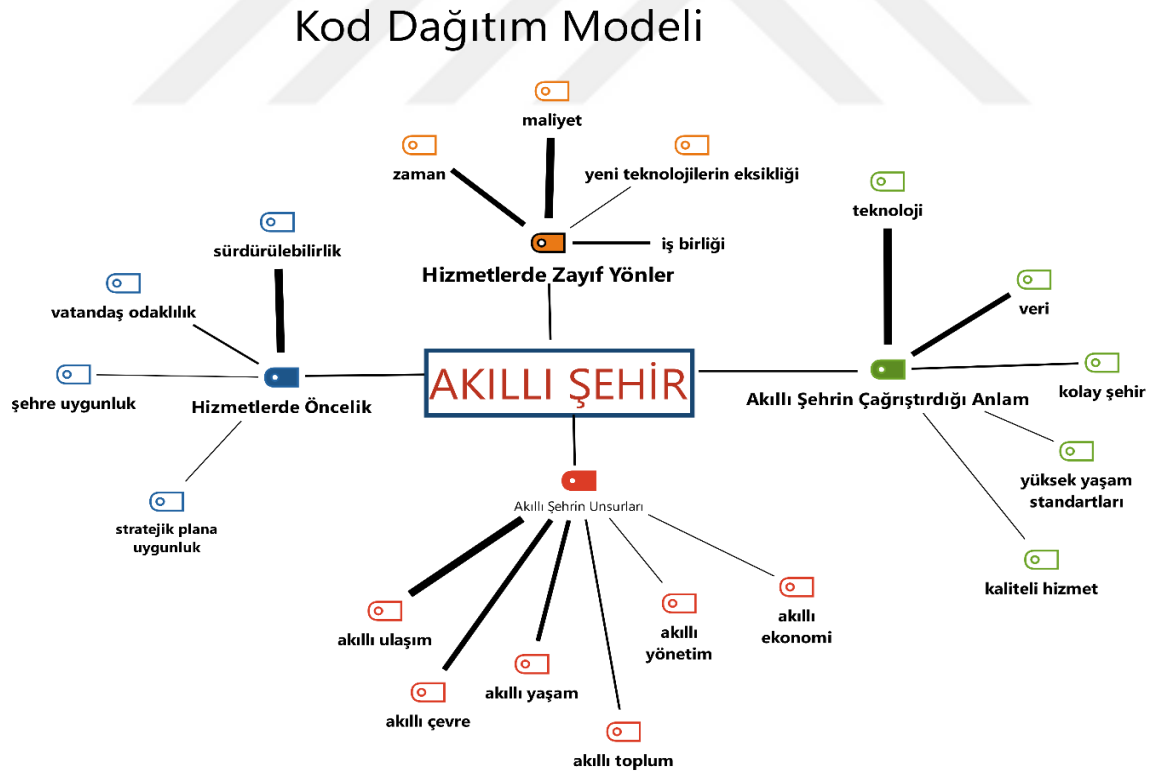 Kod Dağıtım Modeli
maliyet
zaman
yeni teknolojilerin eksikliği
iş birliği
Hizmetlerde Zayıf Yönler
teknoloji
veri
kolay şehir
Akıllı Şehrin Çağrıştırdığı Anlam
yüksek yaşam
standartları
kaliteli hizmet
sürdürülebilirlik
vatandaş odaklılık
şehre uygunluk
Hizmetlerde Öncelik
stratejik plana
uygunluk
AKILLI ŞEHİR
Akıllı Şehrin Unsurları
akıllı ulaşım
akıllı çevre
akıllı yaşam
akıllı toplum
akıllı
yönetim
akıllı
ekonomi